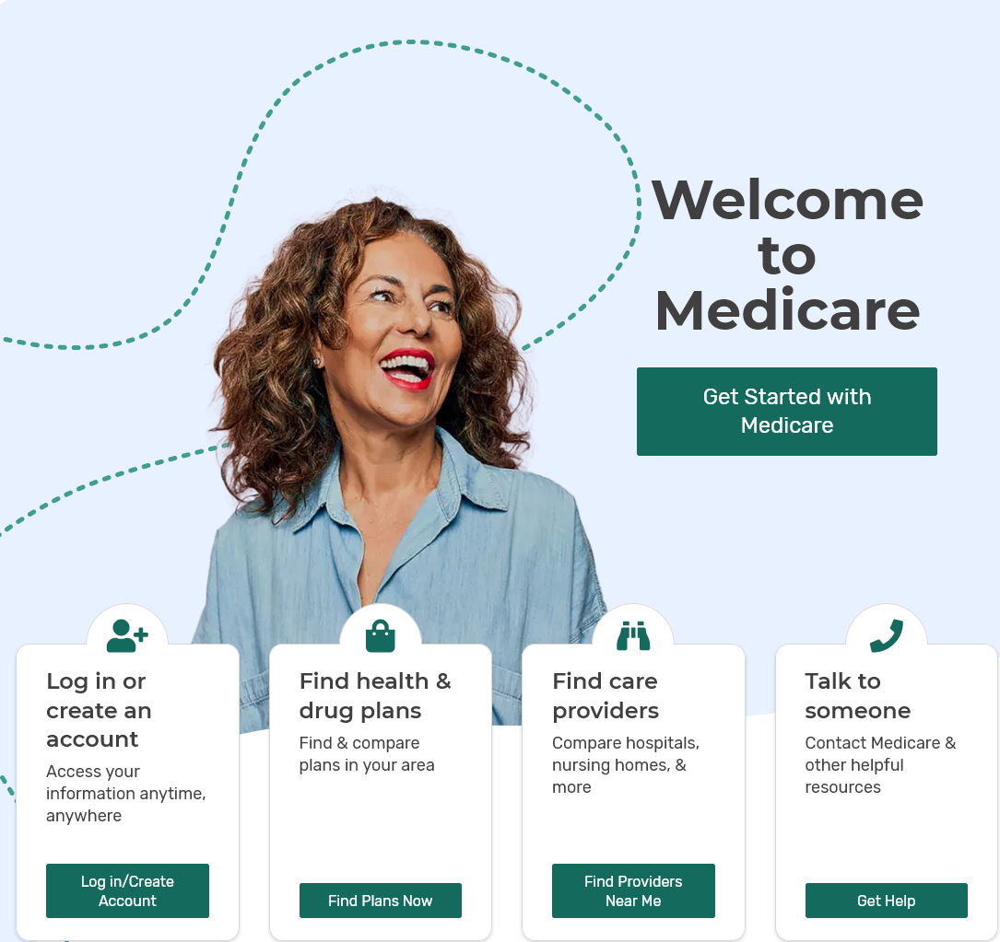 Welcome
to
Medicare
Get Started with
Medicare
Log in or
create an
account
Access your
information anytime,
anywhere
Log in/Create
Account
Find health &
drug plans
Find & compare
plans in your area
Find Plans Now
Find care
providers
Compare hospitals,
nursing homes, &
more
Find Providers
Near Me
Talk to
someone
Contact Medicare &
other helpful
resources
Get Help